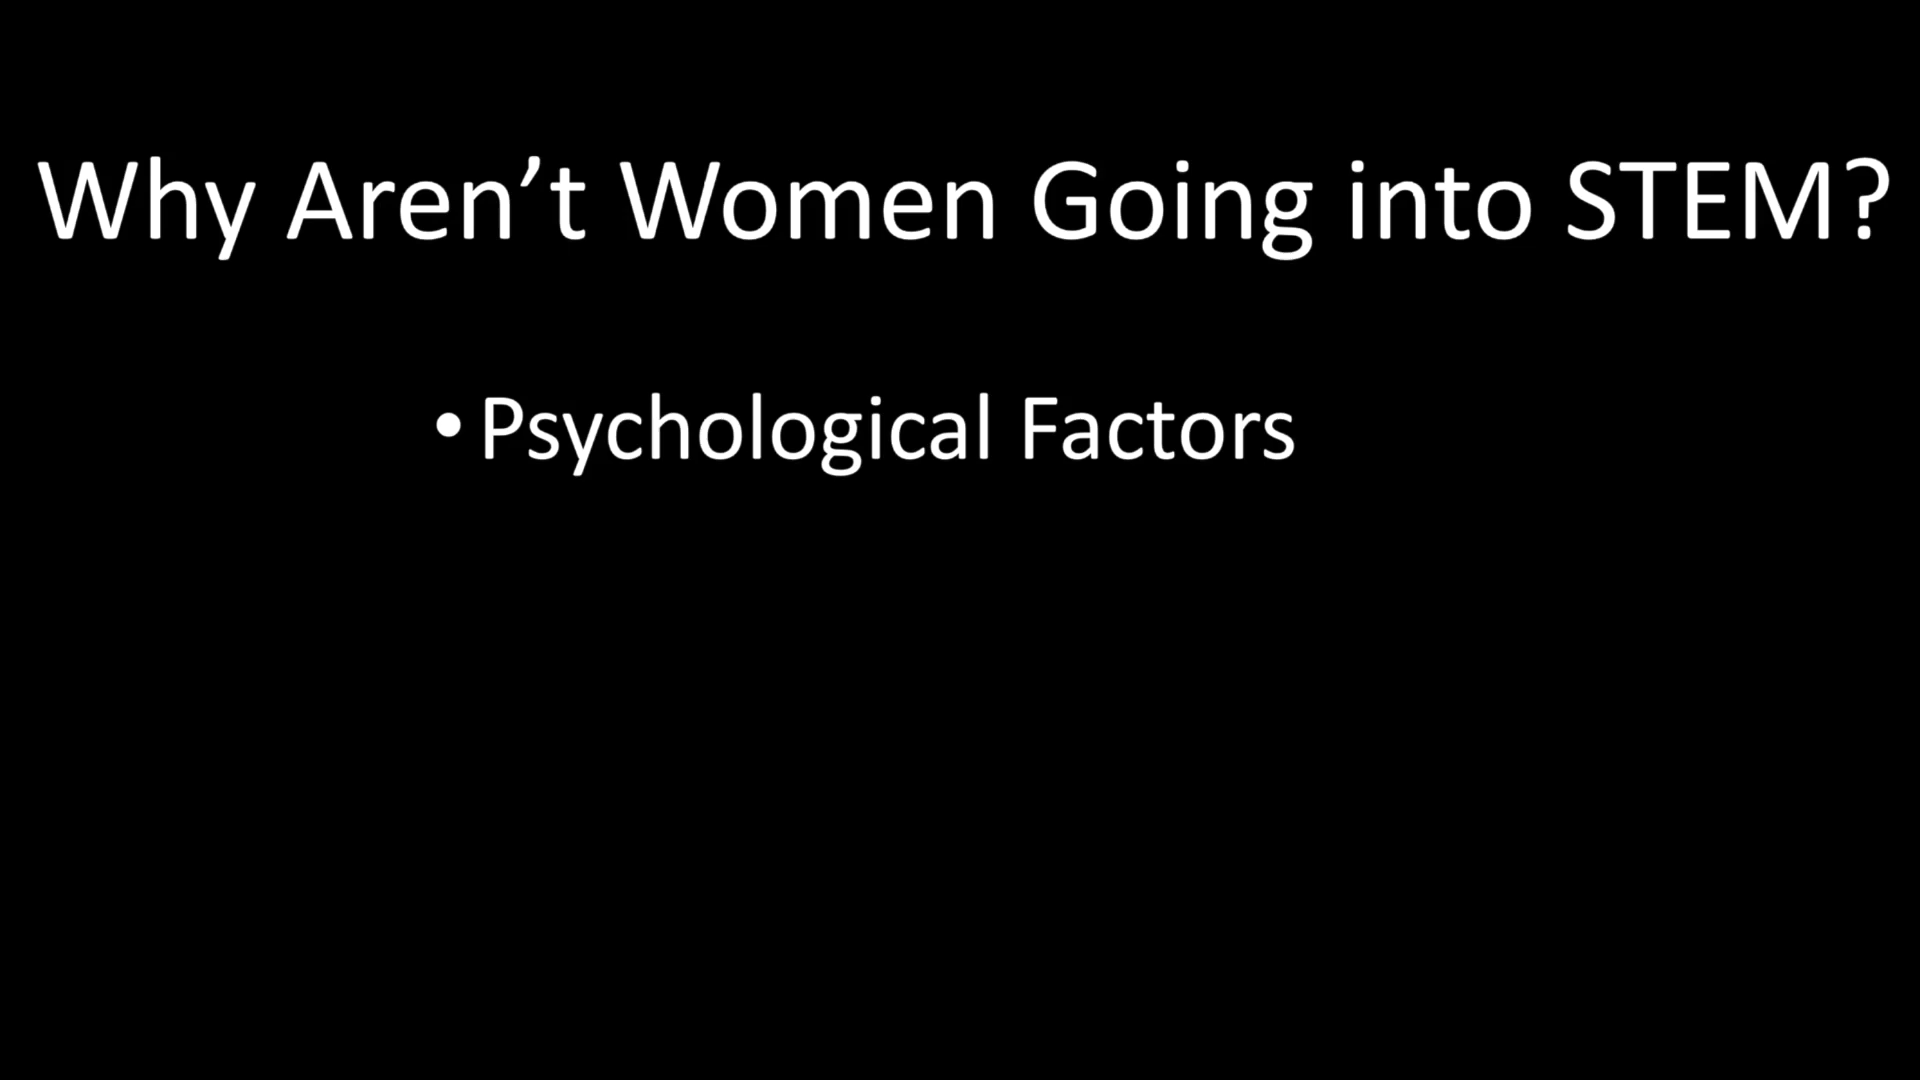 Why Aren’t Women Going into STEM?
• Psychological Factors